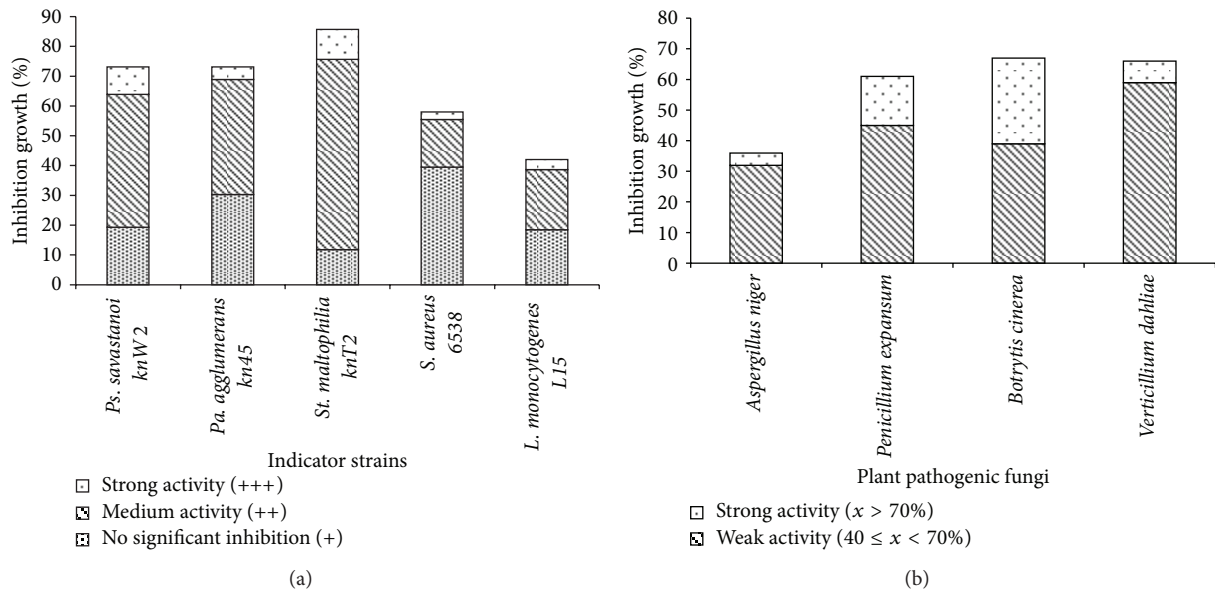 Inhibition growth (%)
90
80
70
60
50
40
30
20
10
0
Ps. savastanoi
knW 2
Pa. agglumerans
kn45
St. maltophilia
knT2
S. aureus
6538
L. monocytogenes
L15
Indicator strains
Strong activity (+++)
Medium activity (++)
No significant inhibition (+)
(a)
Inhibition growth (%)
80
70
60
50
40
30
20
10
0
Aspergillus niger
Penicillium expansum
Botrytis cinerea
Verticillium dahliae
Plant pathogenic fungi
Strong activity (x > 70%)
Weak activity (40 ≤ x < 70%)
(b)